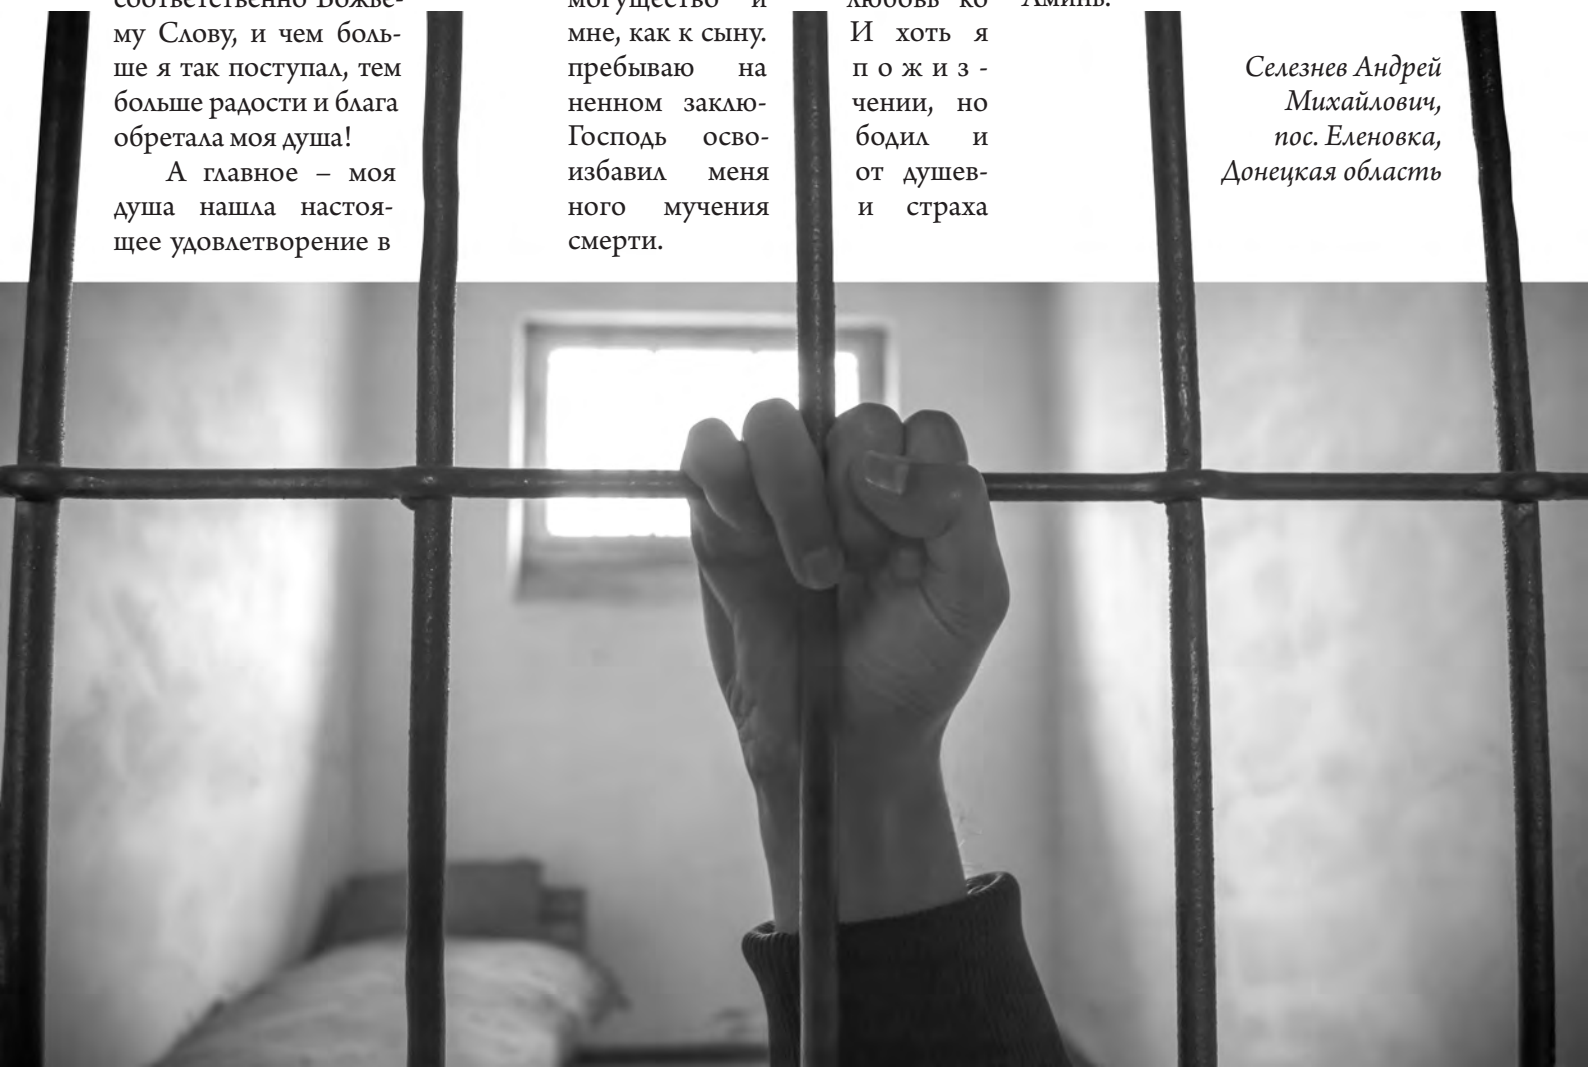 соответственно Божье-
му Слову, и чем боль-
ше я так поступал, тем
больше радости и блага
обретала моя душа!
А главное – моя
душа нашла настоя-
щее удовлетворение в
могущество и любовь ко
мне, как к сыну. И хоть я
пребываю на пожиз-
ненном заклю- чении, но
Господь осво- бодил и
избавил меня от душев-
ного мучения и страха
смерти.
Аминь.
Селезнев Андрей
Михайлович,
пос. Еленовка,
Донецкая область